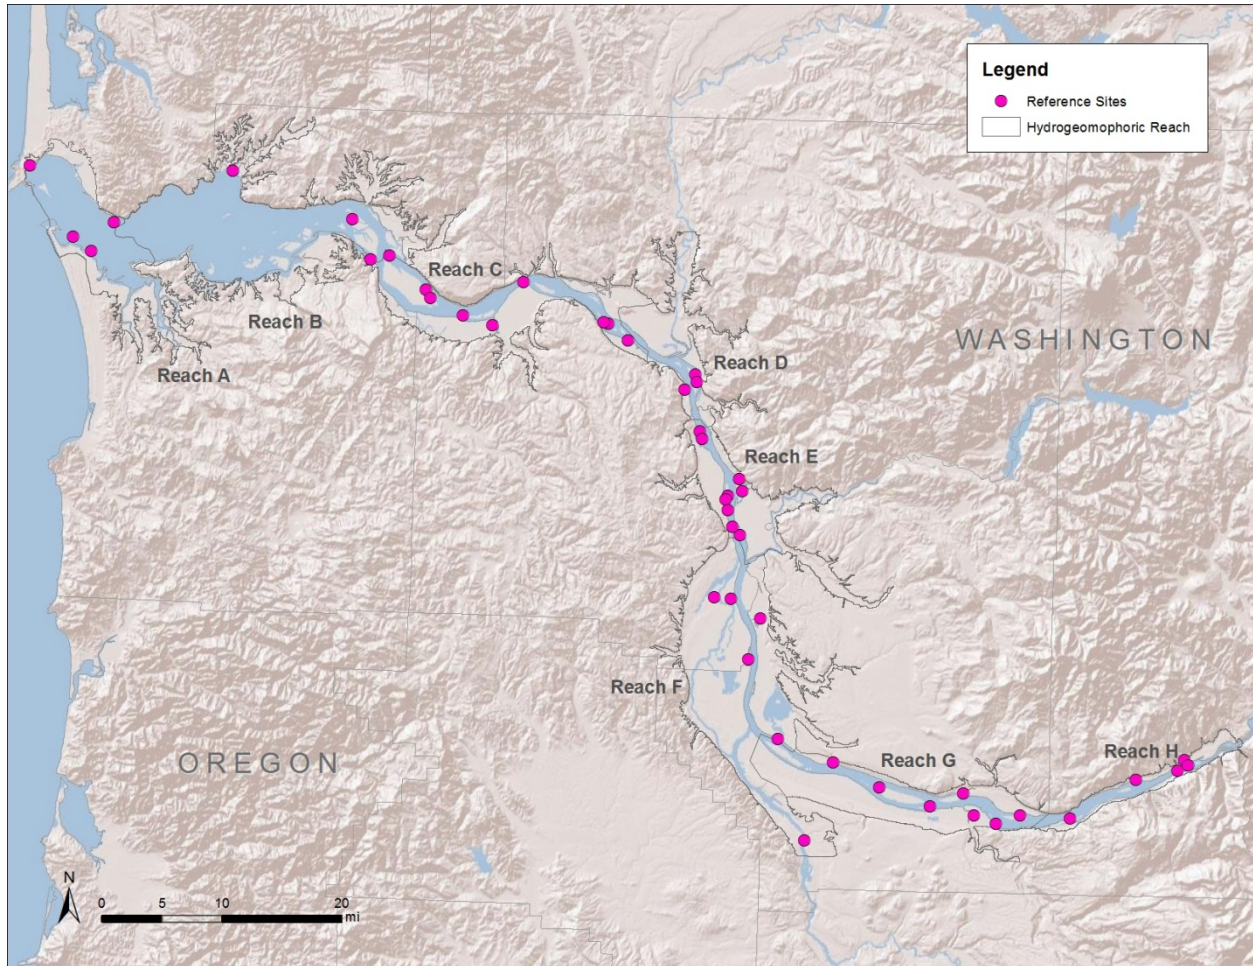 Legend
Reference Sites
Hydrogeomophoric Reach
Reach C
Reach B
WASHINGTON
Reach D
Reach A
Reach E
Reach F
OREGON
Reach G
Reach H
N
0 5 10 20
mi